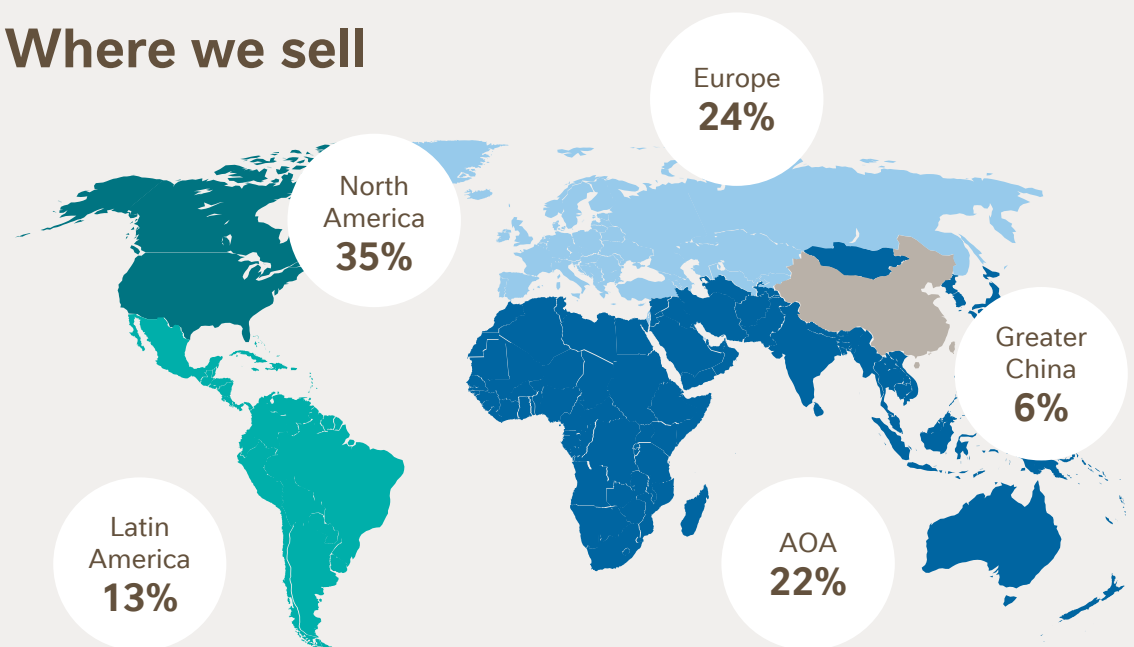 Where we sell
Europe
24%
North
America
35%
Greater
China
6%
Latin
America
13%
AOA
22%